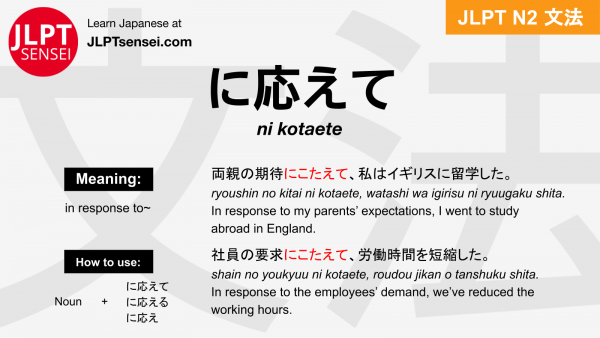 JLPT
SENSEI
Learn Japanese at
JLPTsensei.com
JLPT N2 文法
に応えて
ni kotaete
Meaning:
in response to~
両親の期待にこたえて、私はイギリスに留学した。
ryoushin no kitai ni kotaete, watashi wa igirisu ni ryuugaku shita.
In response to my parents' expectations, I went to study
abroad in England.
How to use:
Noun + に応えて
に応える
に応え
社員の要求にこたえて、労働時間を短縮した。
shain no youkyuu ni kotaete, roudou jikan o tanshuku shita.
In response to the employees' demand, we've reduced the
working hours.
文法